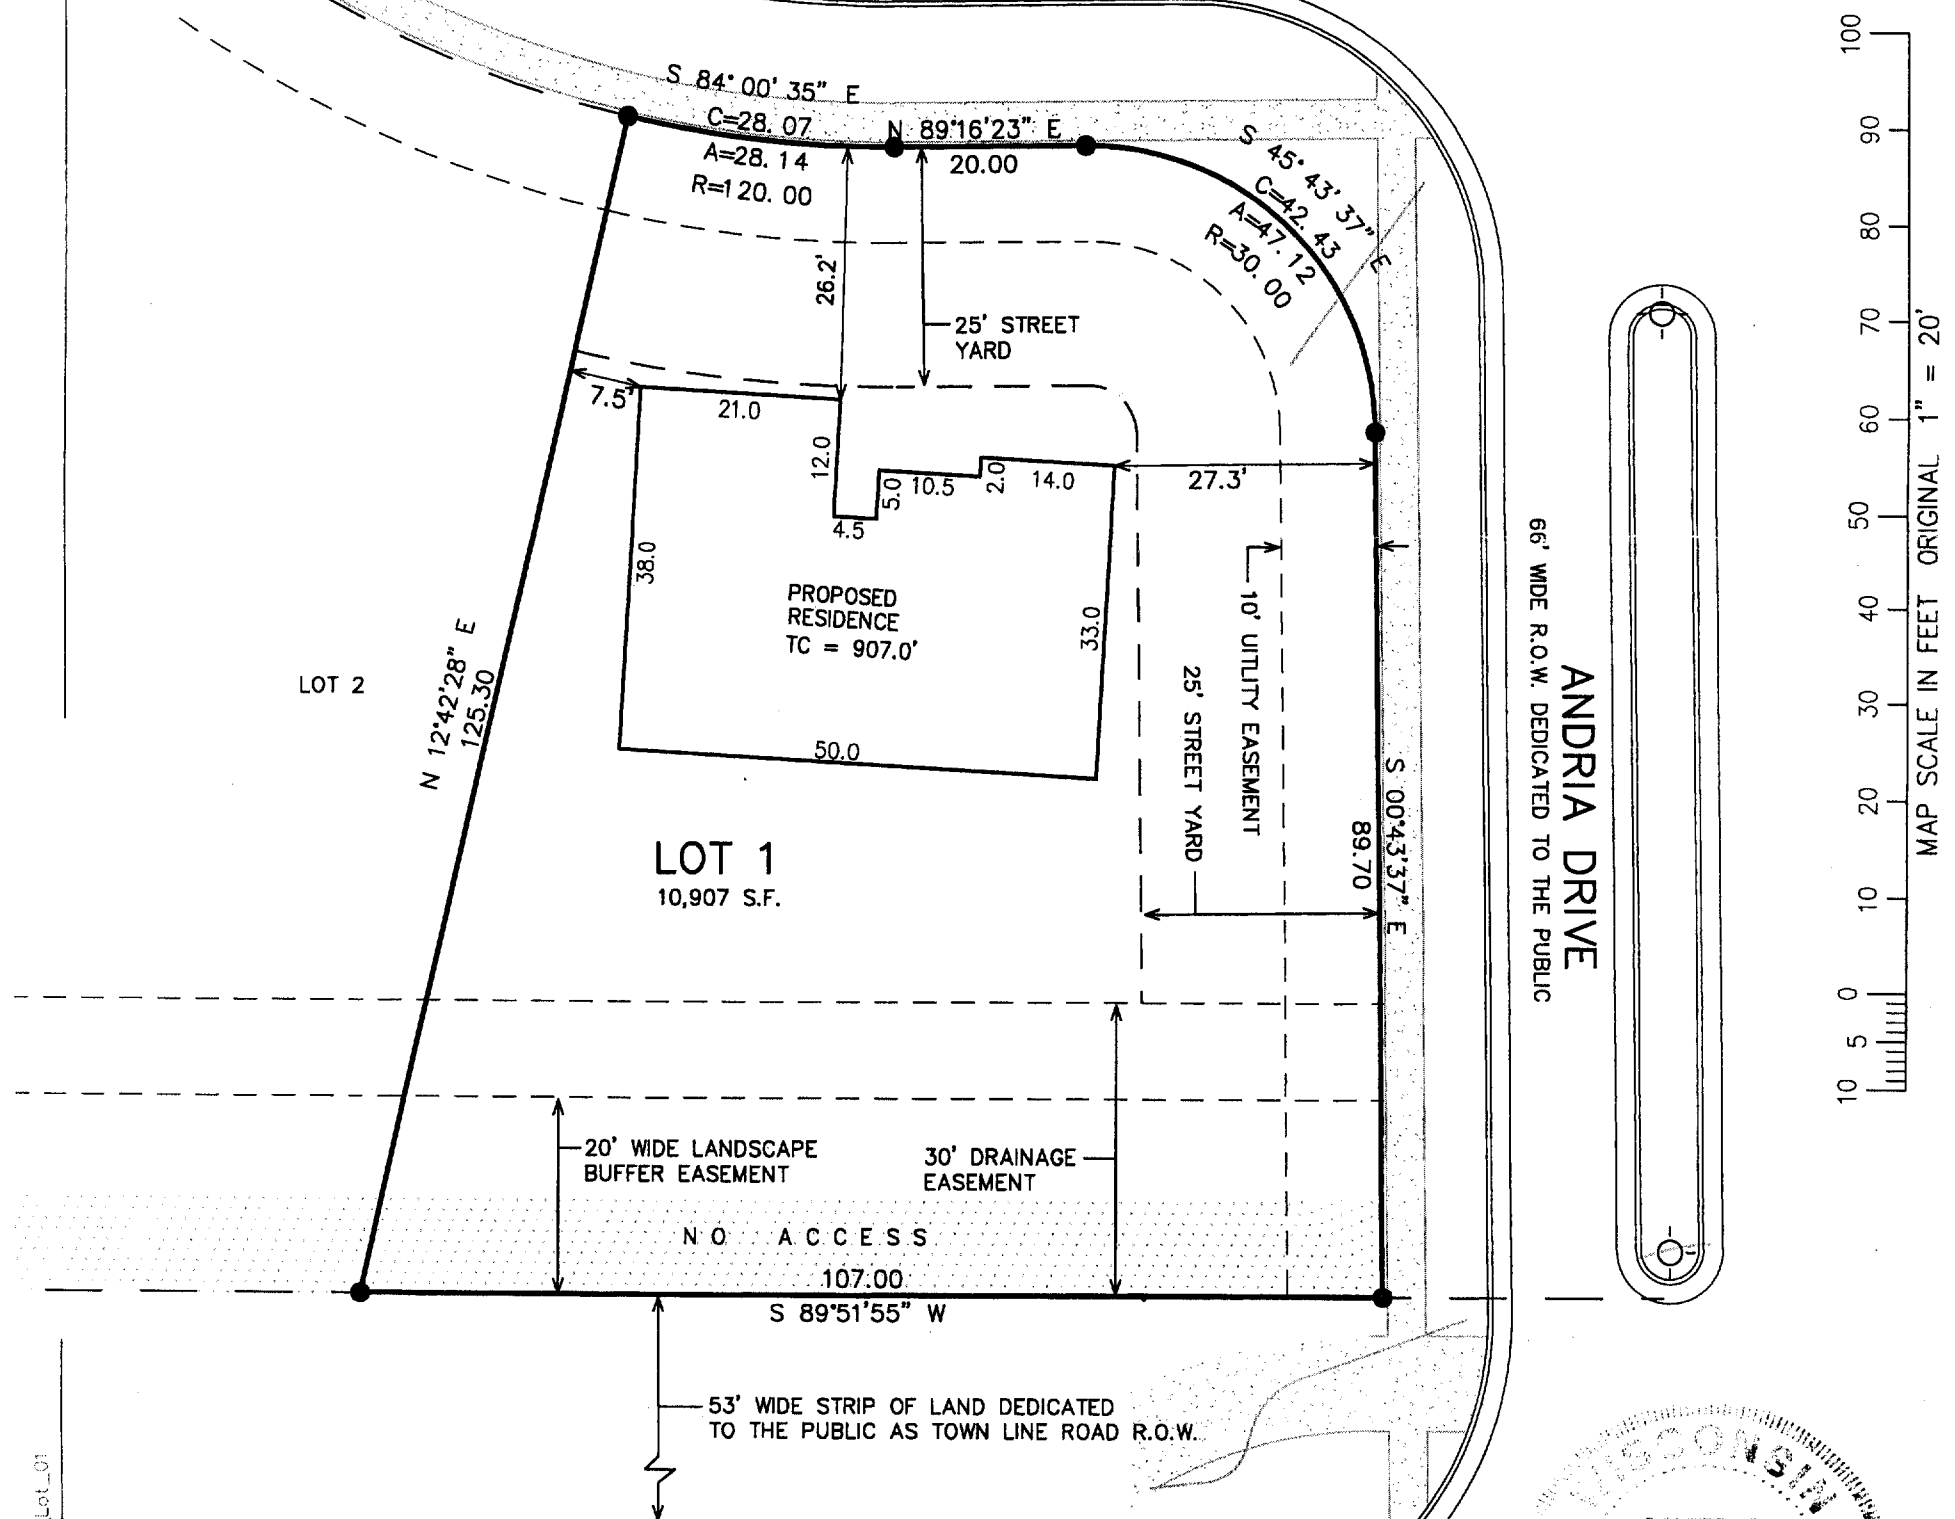 S 84° 00' 35" E
C=28.07
A=28.14
R=120.00
N 89°16'23" E
20.00
S 45° 43' 37" E
C=42.43
A=47.12
R=30.00
26.2'
25' STREET
YARD
7.5'
21.0
12.0
4.5
5.0
10.5
2.0
14.0
27.3'
38.0
33.0
50.0
PROPOSED
RESIDENCE
TC = 907.0'
10' UITLITY EASEMENT
25' STREET YARD
N 12°42'28" E
125.30
LOT 2
LOT 1
10,907 S.F.
S 00°43'37" E
89.70
ANDRIA DRIVE
66' WIDE R.O.W. DEDICATED TO THE PUBLIC
20' WIDE LANDSCAPE
BUFFER EASEMENT
30' DRAINAGE
EASEMENT
NO ACCESS
107.00
S 89°51'55" W
53' WIDE STRIP OF LAND DEDICATED
TO THE PUBLIC AS TOWN LINE ROAD R.O.W.
100
90
80
70
60
50
40
30
20
10
0
5
10
MAP SCALE IN FEET ORIGINAL 1" = 20'
Lot_01
WISCONSIN